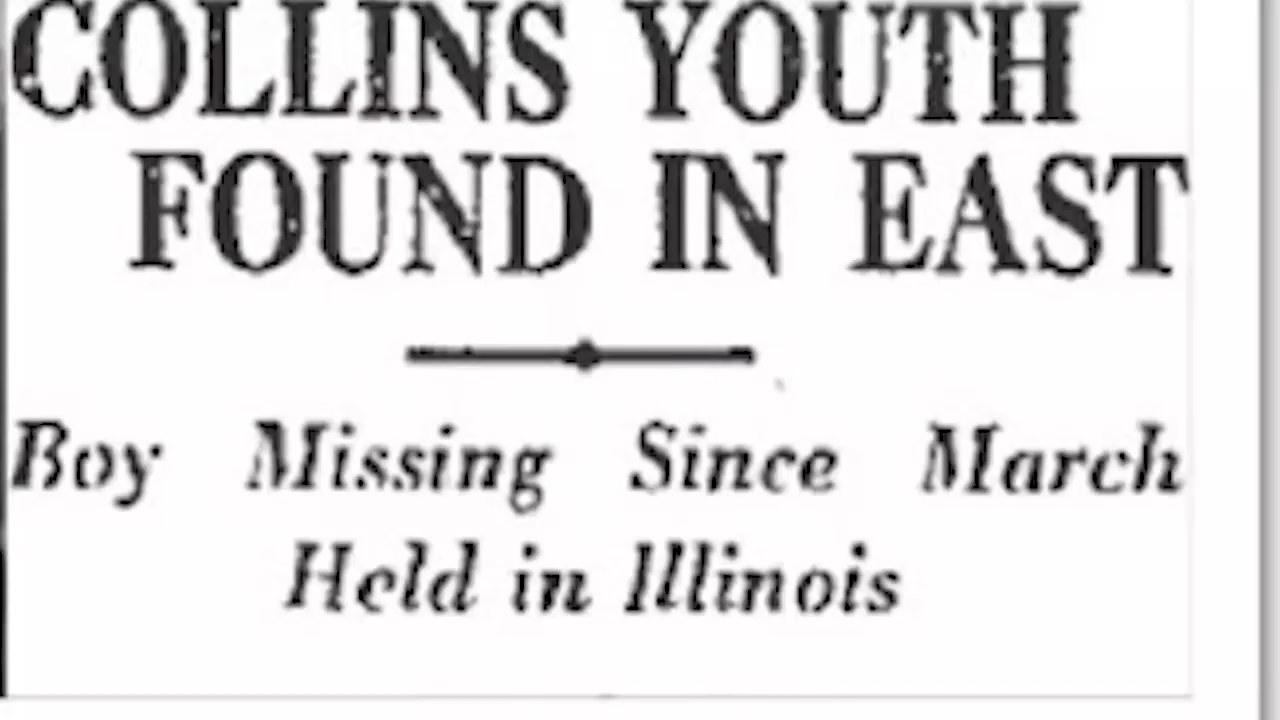 COLLINS YOUTH
FOUND IN EAST
Boy Missing Since March
Held in Illinois